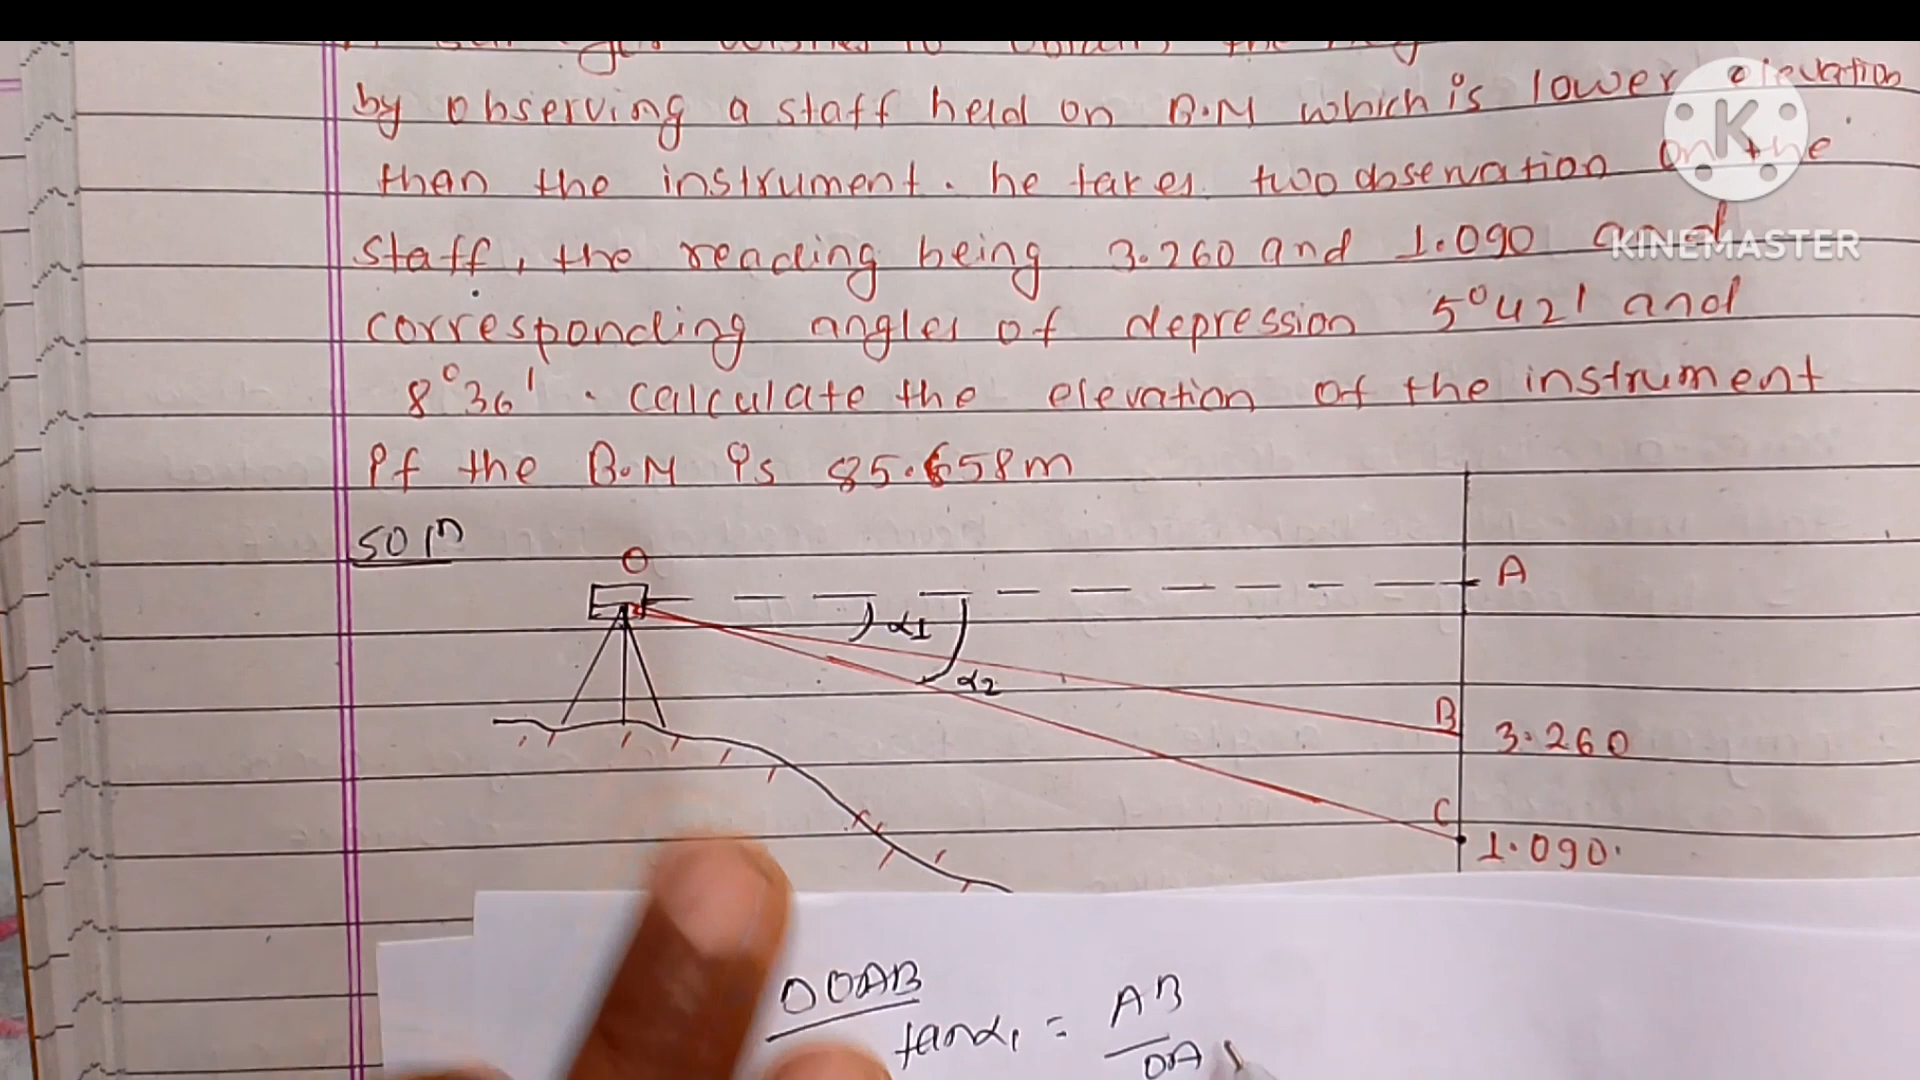 by observing a staff held on B.M which is lower elevation
than the instrument. he takes two observation on the
staff, the reading being 3.260 and 1.090 and
KINEMASTER
corresponding angles of depression 5°42' and
8°36'. calculate the elevation of the instrument
If the B.M is 85.658m
Soln
O
A
α1
α2
B
3.260
C
1.090.
△OAB
tanα1 = AB
OA